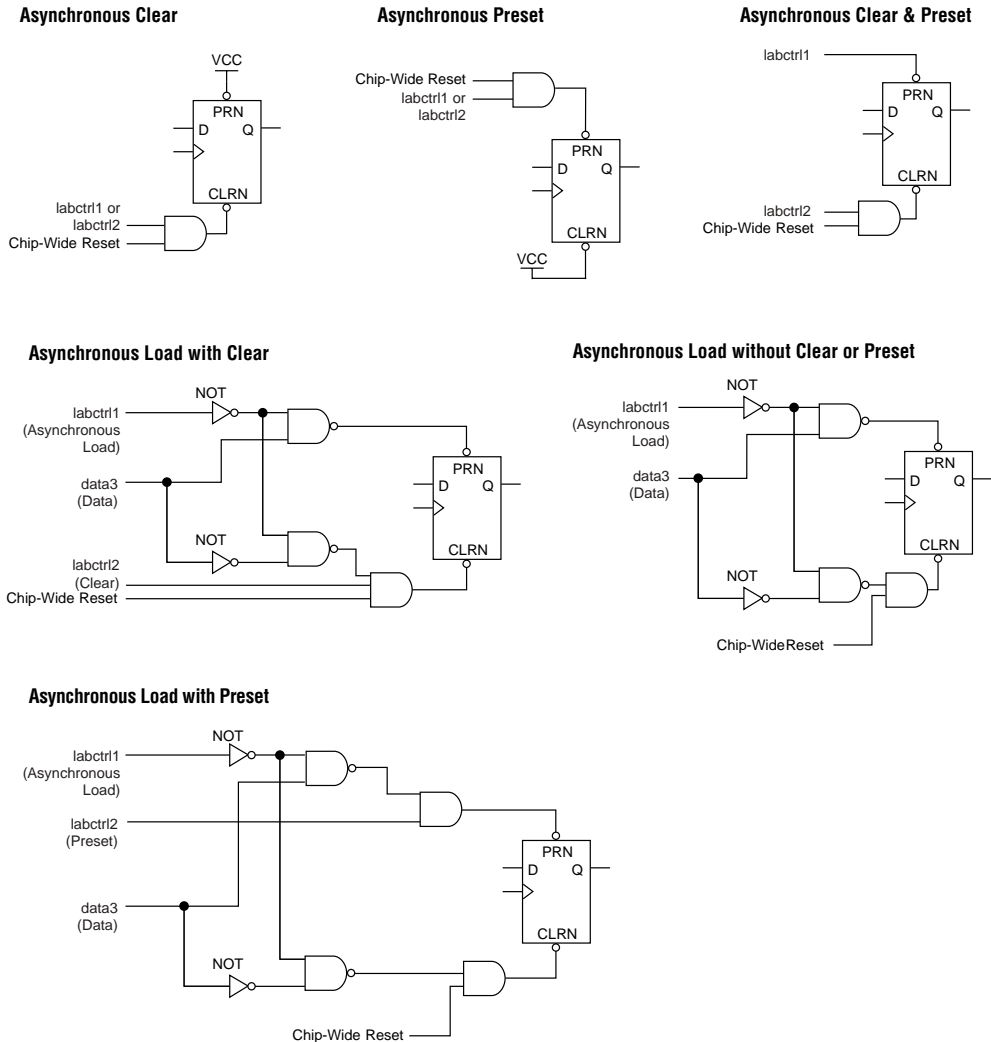 Asynchronous Clear
VCC
PRN
D Q
CLRN
labctrl1 or
labctrl2
Chip-Wide Reset
Asynchronous Preset
Chip-Wide Reset
labctrl1 or
labctrl2
PRN
D Q
CLRN
VCC
Asynchronous Clear & Preset
labctrl1
PRN
D Q
CLRN
labctrl2
Chip-Wide Reset
Asynchronous Load with Clear
NOT
labctrl1
(Asynchronous
Load)
PRN
D Q
data3
(Data)
NOT
CLRN
labctrl2
(Clear)
Chip-Wide Reset
Asynchronous Load without Clear or Preset
NOT
labctrl1
(Asynchronous
Load)
PRN
data3
(Data)
D Q
CLRN
NOT
Chip-WideReset
Asynchronous Load with Preset
NOT
labctrl1
(Asynchronous
Load)
labctrl2
(Preset)
PRN
D Q
data3
(Data)
CLRN
NOT
Chip-Wide Reset